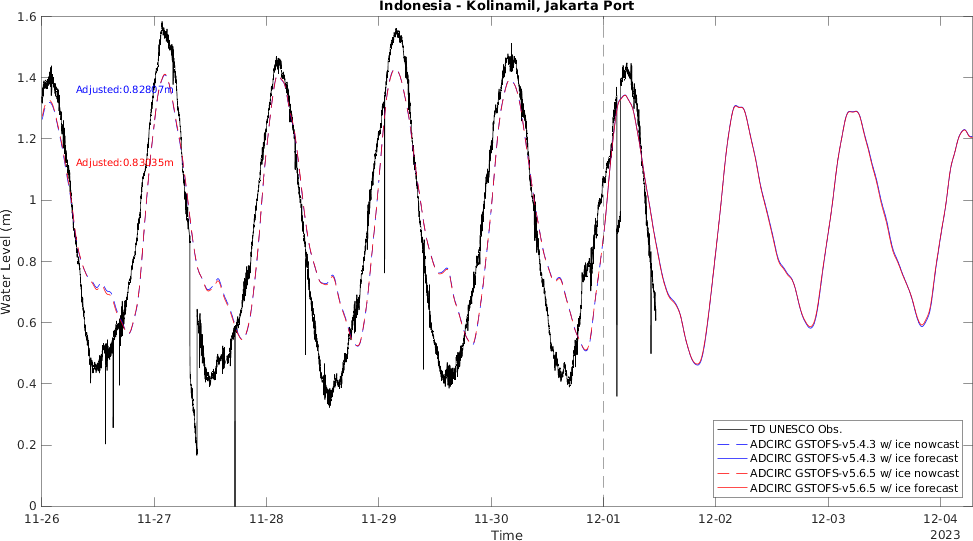 Indonesia - Kolinamil, Jakarta Port
1.6
1.4
1.2
1
0.8
0.6
0.4
0.2
0
Water Level (m)
Adjusted:0.82807m
Adjusted:0.83035m
TD UNESCO Obs.
ADCIRC GSTOFS-v5.4.3 w/ ice nowcast
ADCIRC GSTOFS-v5.4.3 w/ ice forecast
ADCIRC GSTOFS-v5.6.5 w/ ice nowcast
ADCIRC GSTOFS-v5.6.5 w/ ice forecast
11-26 11-27 11-28 11-29 11-30 12-01 12-02 12-03 12-04
Time
2023